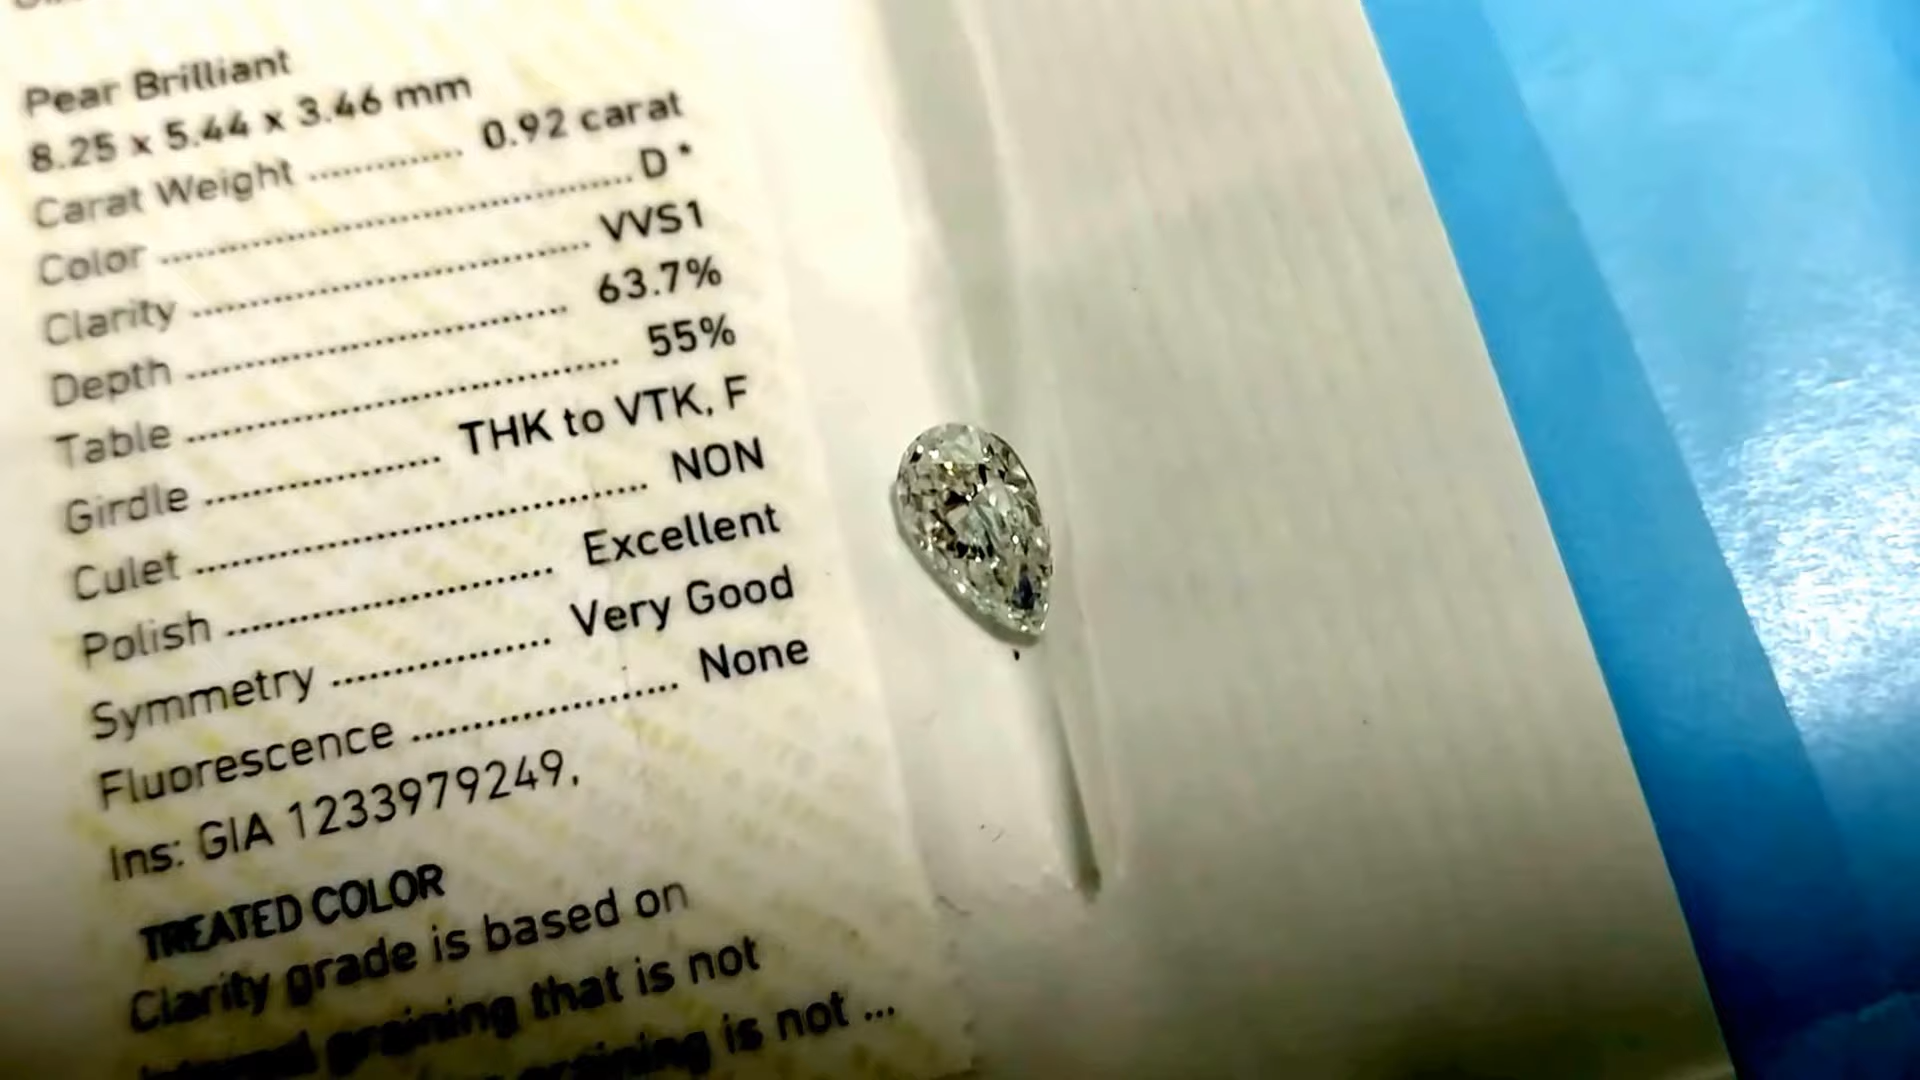 Pear Brilliant
8.25 x 5.44 x 3.46 mm
Carat Weight ............. 0.92 carat
Color ........................................ D *
Clarity .................................. VVS1
Depth ................................ 63.7%
Table ..................................... 55%
Girdle .................... THK to VTK, F
Culet ...................................... NON
Polish ........................... Excellent
Symmetry .................. Very Good
Fluorescence ...................... None
Ins: GIA 1233979249,
TREATED COLOR
Clarity grade is based on
internal graining that is not
graining is not ...